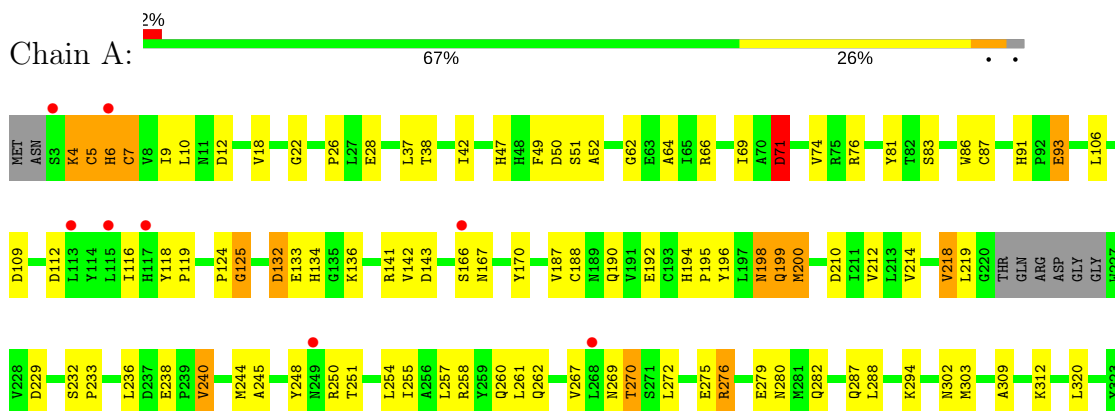 2%
Chain A:
67% 26% • •
MET ASN S3 K4 C5 H6 C7 V8 I9 L10 N11 D12 V18 G22 P26 L27 E28 L37 T38 I42 H47 H48 F49 D50 S51 A52 G62 E63 A64 I65 R66 I69 A70 D71 V74 R75 R76 Y81 T82 S83 W86 C87 H91 P92 E93 L106
D109 D112 L113 Y114 L115 I116 H117 Y118 P119 P124 G125 D132 E133 H134 G135 K136 R141 V142 D143 S166 N167 Y170 V187 C188 N189 Q190 V191 E192 C193 H194 P195 Y196 L197 N198 Q199 M200 D210 I211 V212 L213 V214 V218 L219 G220 THR GLN ARG ASP GLY GLY W227
V228 D229 S232 P233 L236 D237 E238 P239 V240 M244 A245 Y248 N249 R250 T251 L254 I255 A256 L257 R258 Y259 Q260 L261 Q262 V267 L268 N269 T270 S271 L272 E275 R276 E279 N280 M281 Q282 Q287 L288 K294 N302 M303 A309 K312 L320